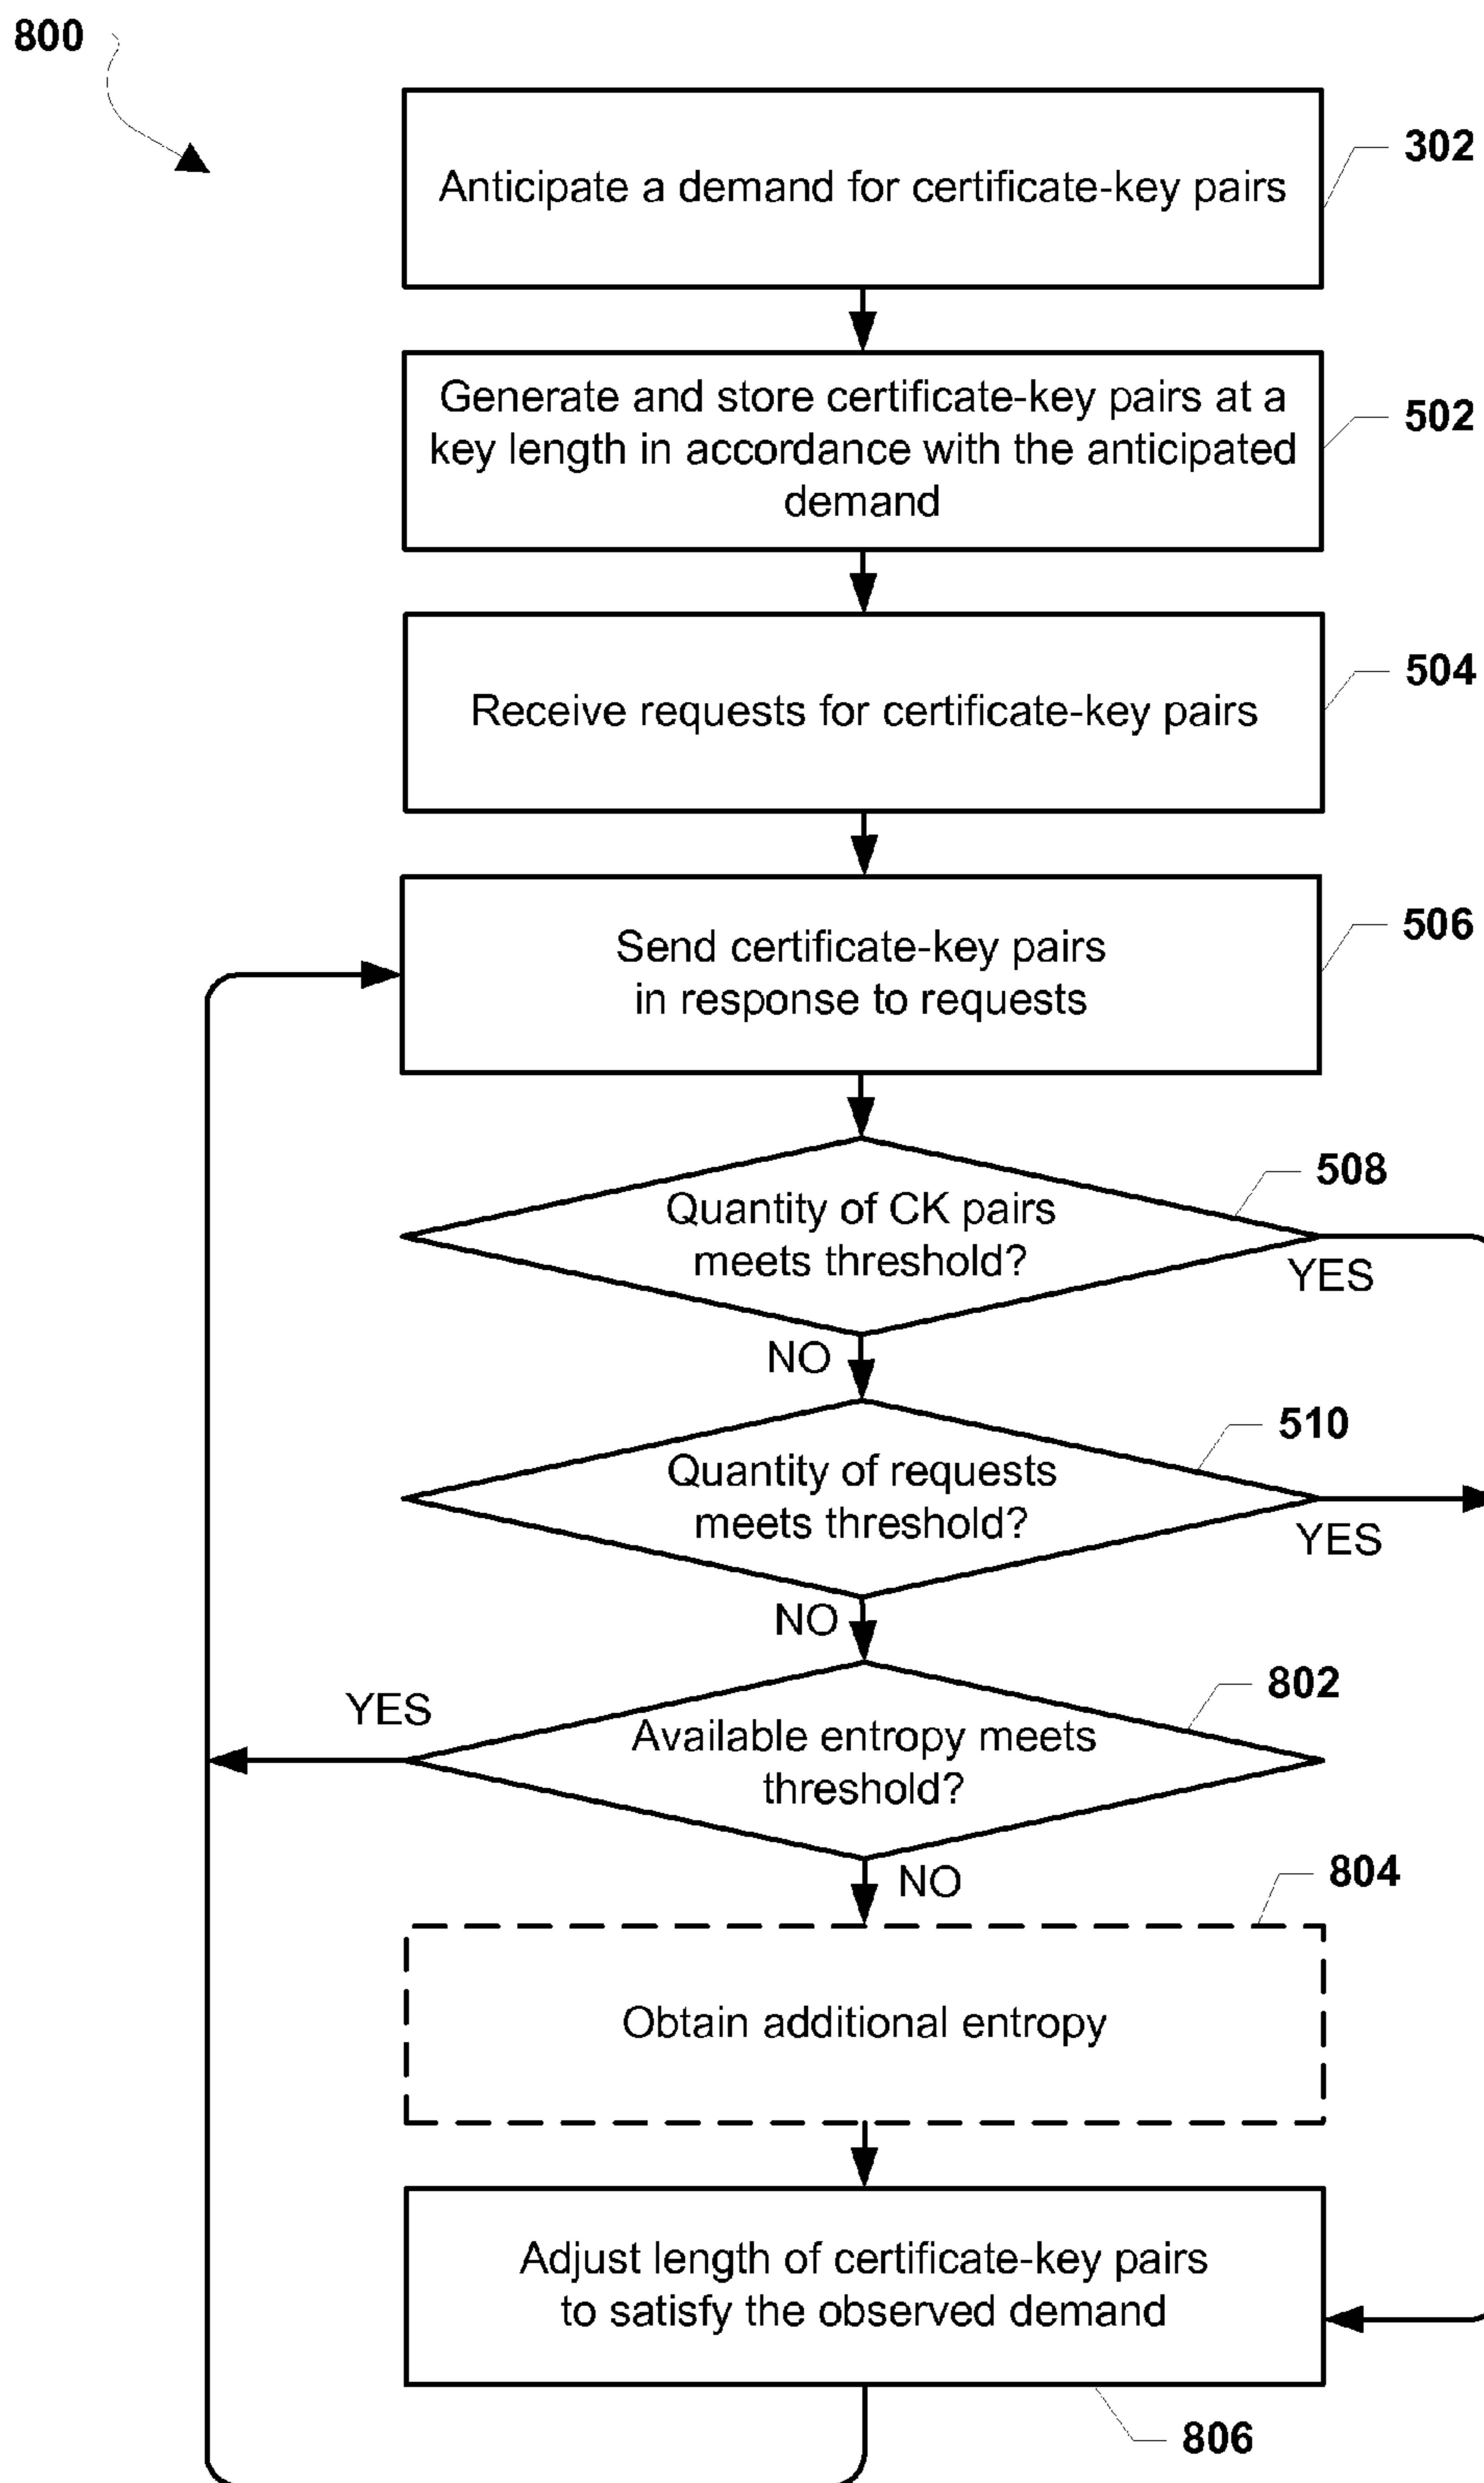 800
302
Anticipate a demand for certificate-key pairs
Generate and store certificate-key pairs at a
key length in accordance with the anticipated
demand
502
504
Receive requests for certificate-key pairs
506
Send certificate-key pairs
in response to requests
508
Quantity of CK pairs
meets threshold?
YES
NO
510
Quantity of requests
meets threshold?
YES
NO
802
YES
Available entropy meets
threshold?
NO
804
Obtain additional entropy
Adjust length of certificate-key pairs
to satisfy the observed demand
806